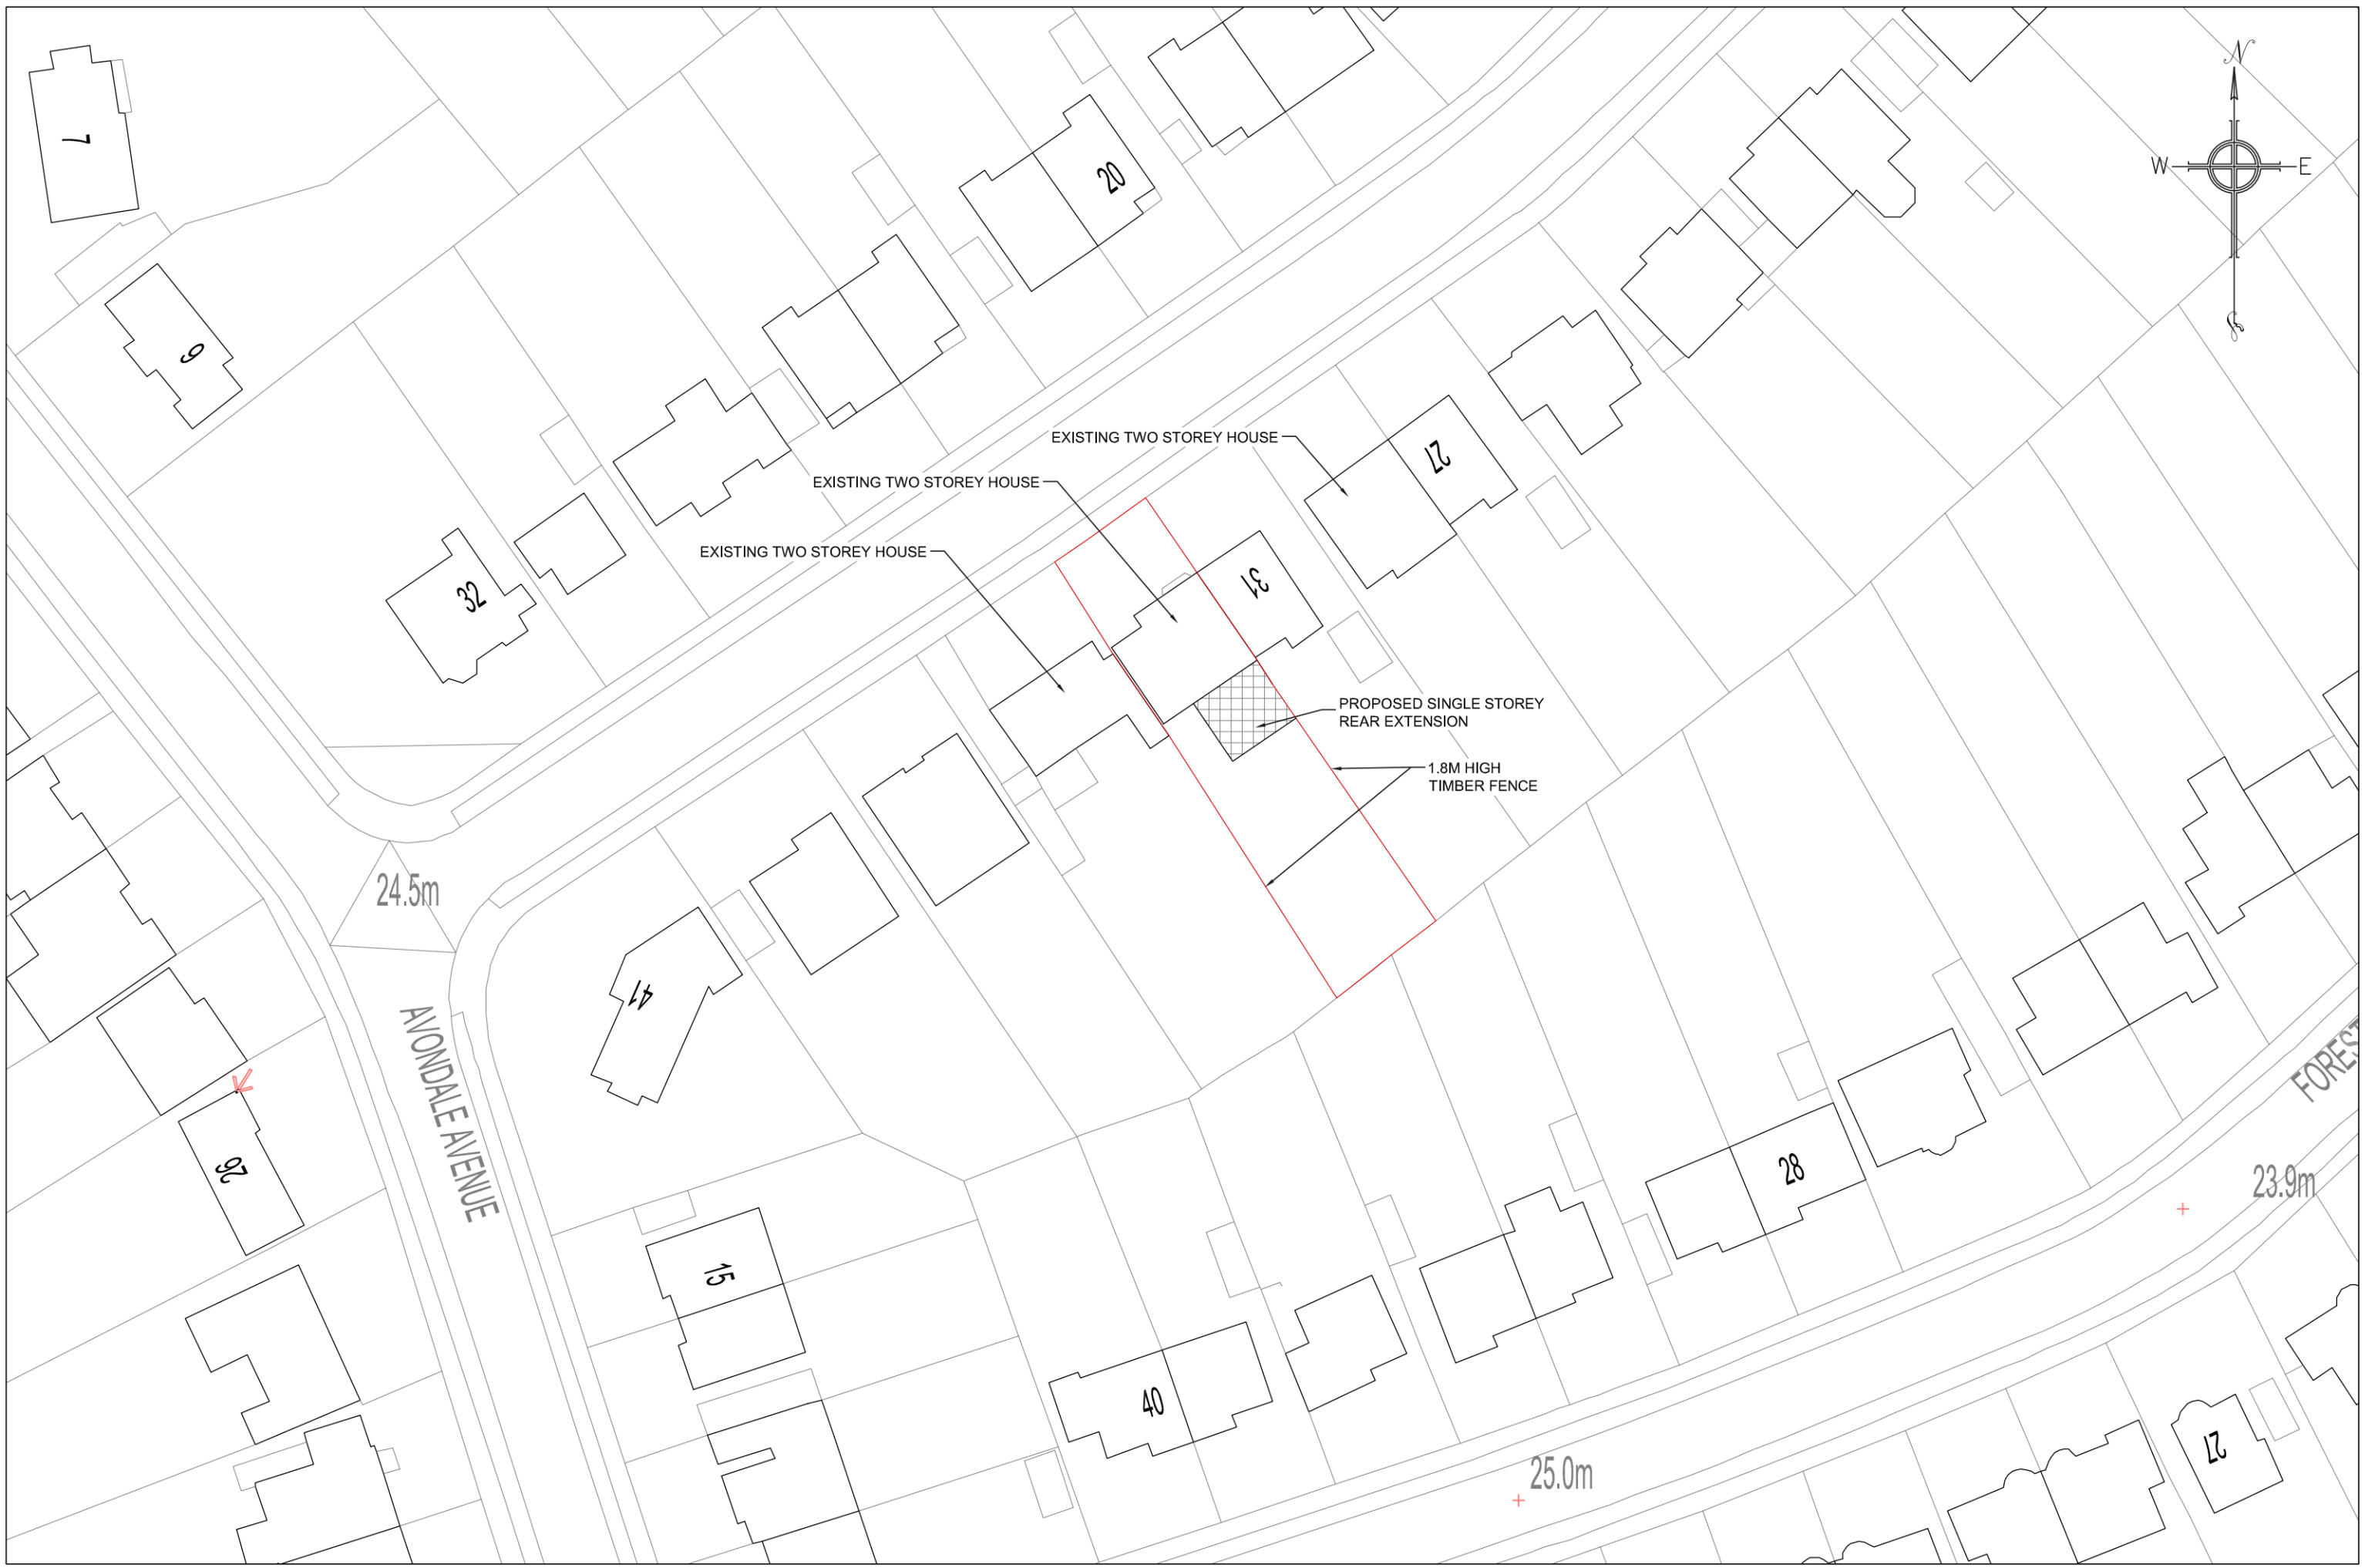 N
W E
S
7
9
20
EXISTING TWO STOREY HOUSE
27
EXISTING TWO STOREY HOUSE
EXISTING TWO STOREY HOUSE
31
32
PROPOSED SINGLE STOREY
REAR EXTENSION
1.8M HIGH
TIMBER FENCE
24.5m
41
AVONDALE AVENUE
FOREST
26
28
23.9m
15
40
25.0m
27